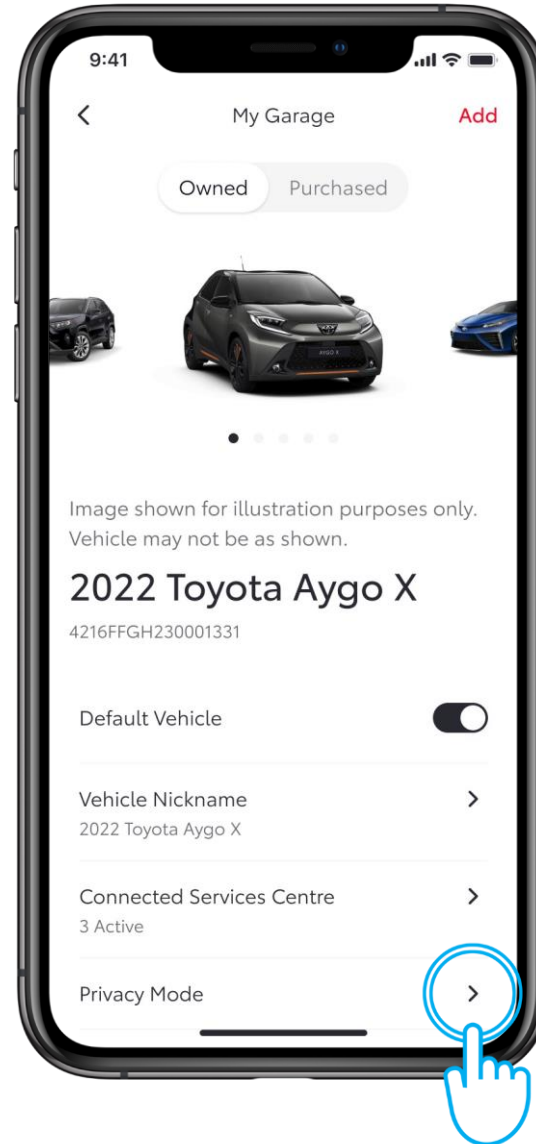 9:41
My Garage
Add
Owned
Purchased
AYGO X
Image shown for illustration purposes only.
Vehicle may not be as shown.
2022 Toyota Aygo X
4216FFGH230001331
Default Vehicle
Vehicle Nickname
2022 Toyota Aygo X
Connected Services Centre
3 Active
Privacy Mode